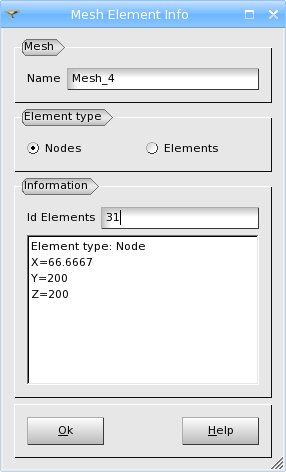 Mesh Element Info
Mesh
Name Mesh_4
Element type
Nodes Elements
Information
Id Elements 31
Element type: Node
X=66.6667
Y=200
Z=200
Ok Help